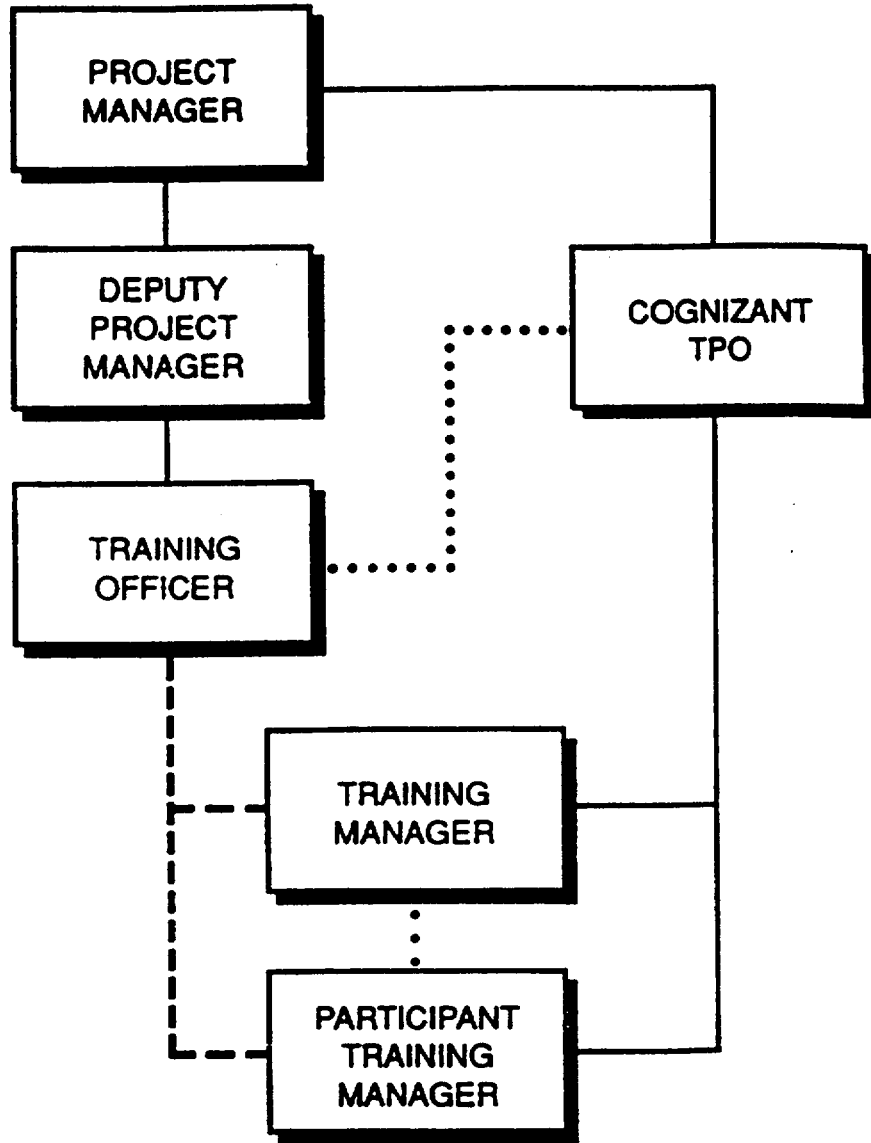 PROJECT
MANAGER
DEPUTY
PROJECT
MANAGER
COGNIZANT
TPO
TRAINING
OFFICER
TRAINING
MANAGER
PARTICIPANT
TRAINING
MANAGER